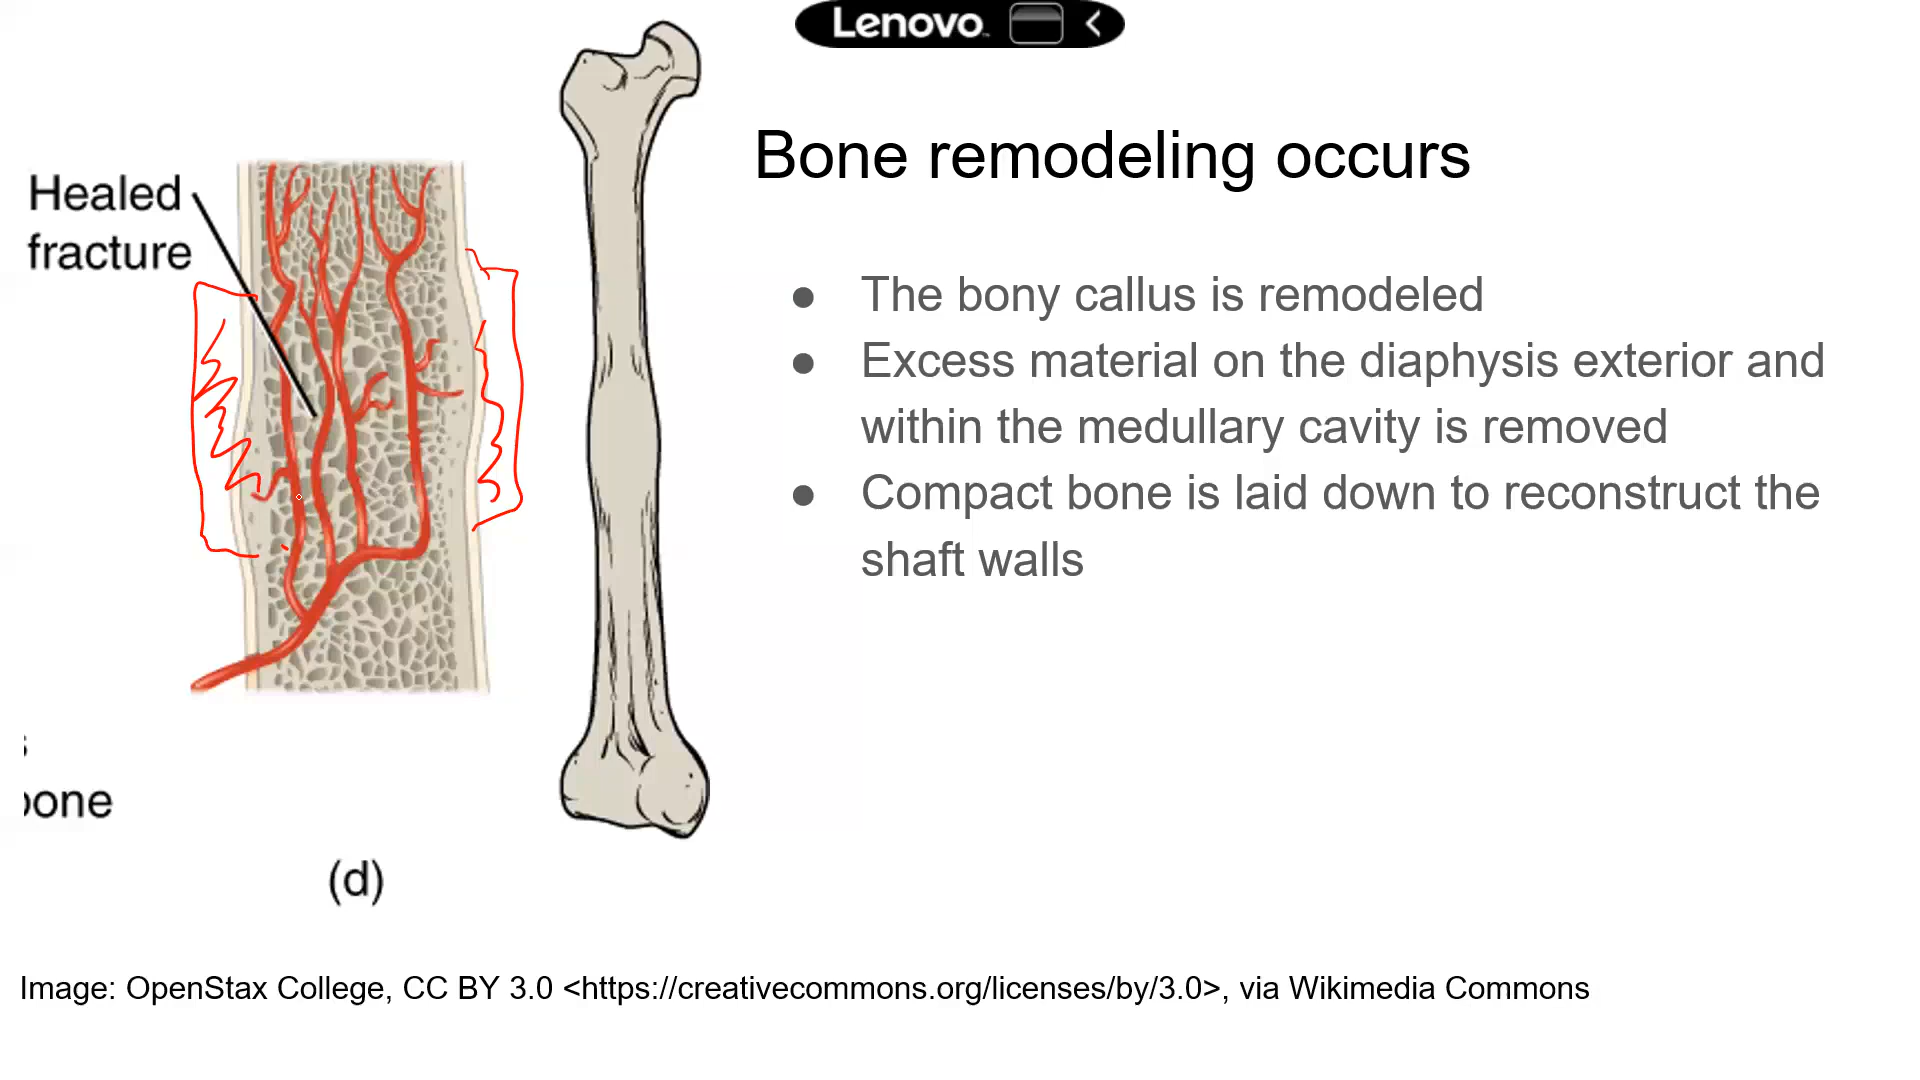 Lenovo
Bone remodeling occurs
Healed
fracture
● The bony callus is remodeled
● Excess material on the diaphysis exterior and
within the medullary cavity is removed
● Compact bone is laid down to reconstruct the
shaft walls
bone
(d)
Image: OpenStax College, CC BY 3.0 <https://creativecommons.org/licenses/by/3.0>, via Wikimedia Commons